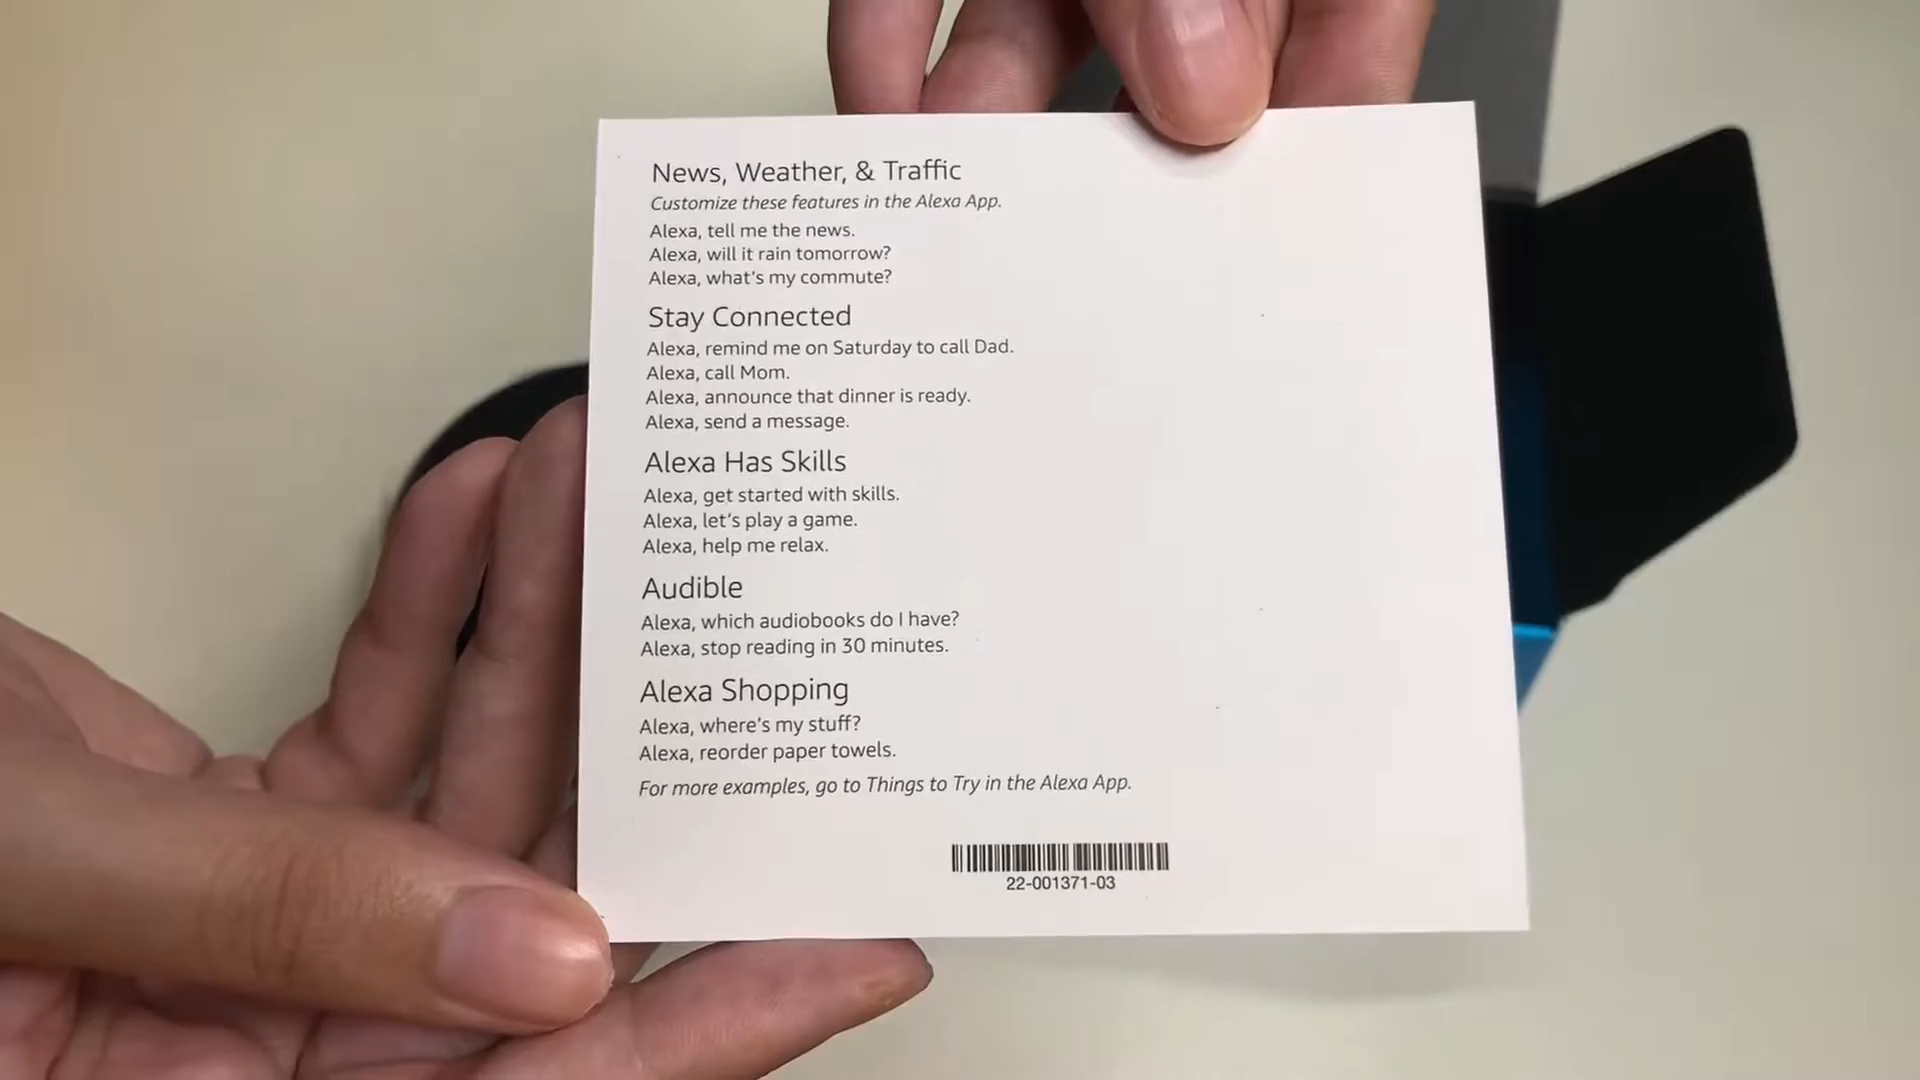 News, Weather, & Traffic
Customize these features in the Alexa App.
Alexa, tell me the news.
Alexa, will it rain tomorrow?
Alexa, what's my commute?
Stay Connected
Alexa, remind me on Saturday to call Dad.
Alexa, call Mom.
Alexa, announce that dinner is ready.
Alexa, send a message.
Alexa Has Skills
Alexa, get started with skills.
Alexa, let's play a game.
Alexa, help me relax.
Audible
Alexa, which audiobooks do I have?
Alexa, stop reading in 30 minutes.
Alexa Shopping
Alexa, where's my stuff?
Alexa, reorder paper towels.
For more examples, go to Things to Try in the Alexa App.
22-001371-03